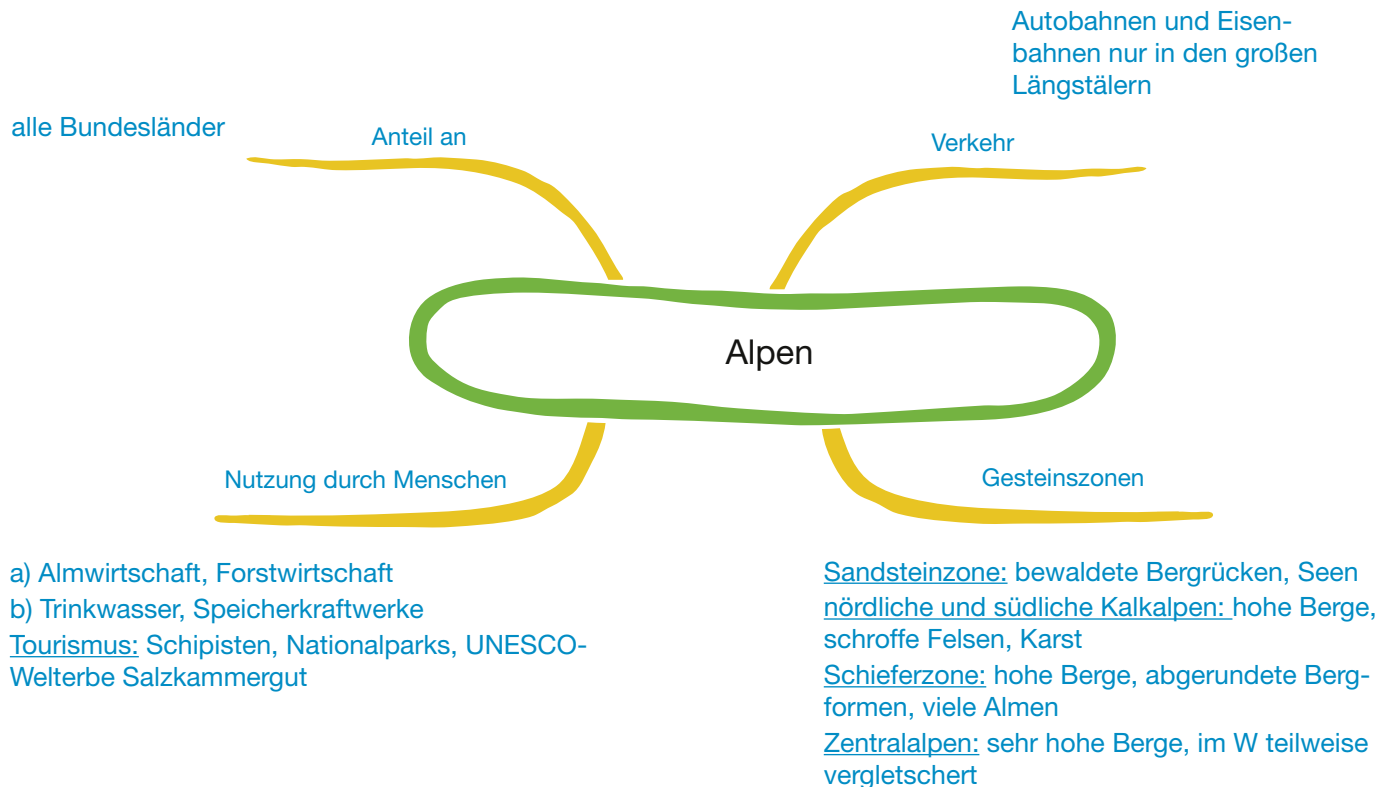 Autobahnen und Eisen-
bahnen nur in den großen
Längstälern
alle Bundesländer
Anteil an
Verkehr
Alpen
Nutzung durch Menschen
Gesteinszonen
a) Almwirtschaft, Forstwirtschaft
b) Trinkwasser, Speicherkraftwerke
Tourismus: Schipisten, Nationalparks, UNESCO-
Welterbe Salzkammergut
Sandsteinzone: bewaldete Bergrücken, Seen
nördliche und südliche Kalkalpen: hohe Berge,
schroffe Felsen, Karst
Schieferzone: hohe Berge, abgerundete Berg-
formen, viele Almen
Zentralalpen: sehr hohe Berge, im W teilweise
vergletschert